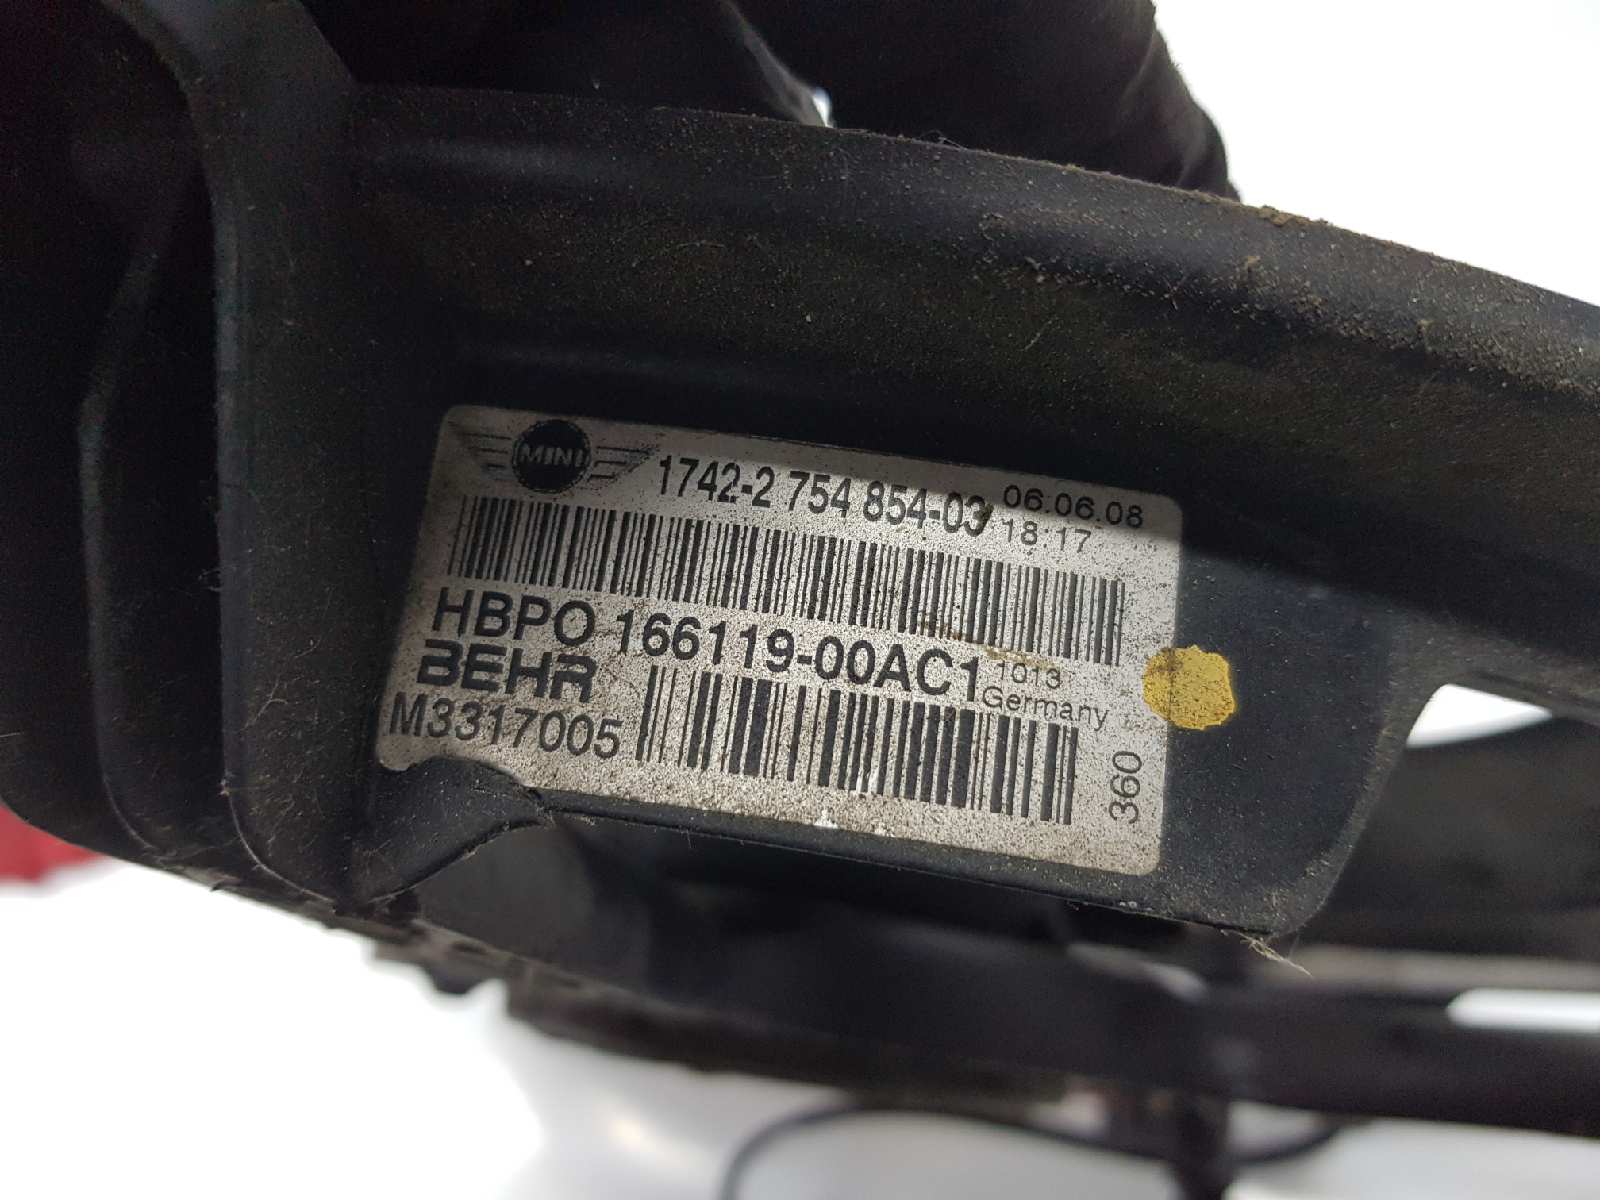 MINI 1742-2 754 854-03 06.06.08
18:17
HBPO 166119-00AC1 1013
Germany
BEHR
M3317005
360